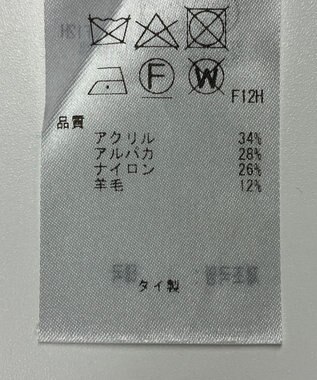 F
W
F12H
品質
アクリル 34%
アルパカ 28%
ナイロン 26%
羊毛 12%
タイ製